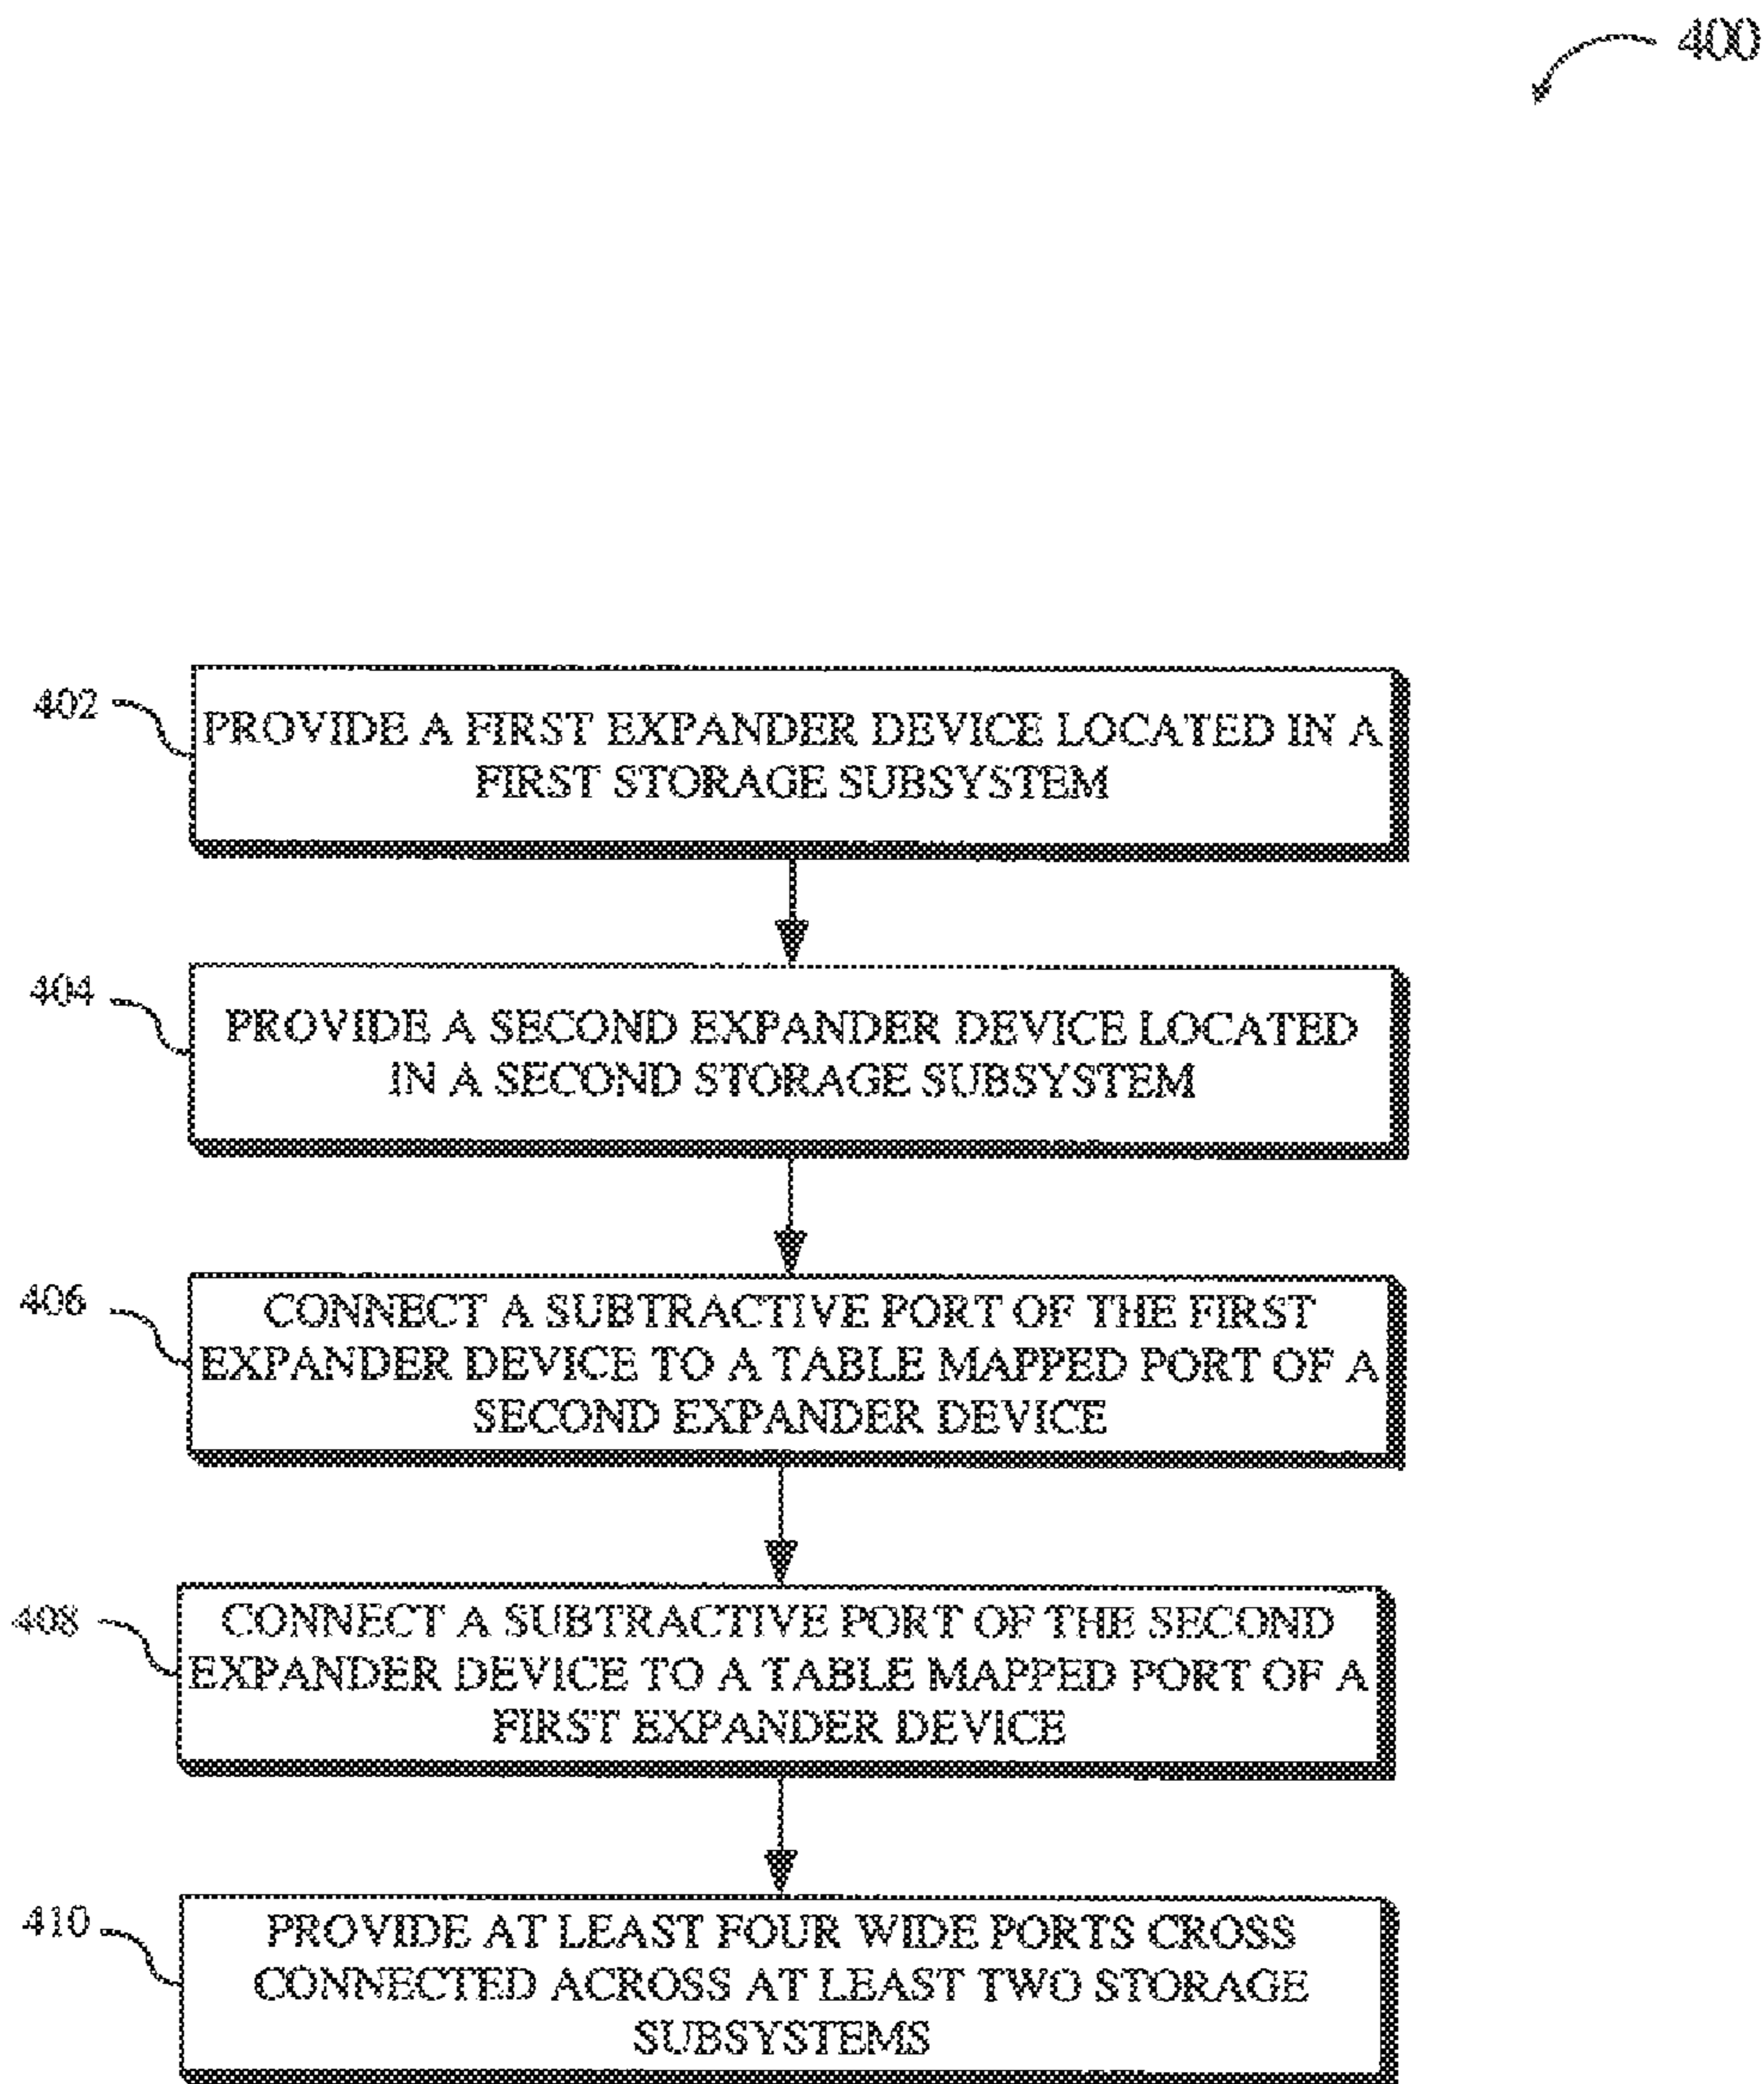 400
402
PROVIDE A FIRST EXPANDER DEVICE LOCATED IN A
FIRST STORAGE SUBSYSTEM
404
PROVIDE A SECOND EXPANDER DEVICE LOCATED
IN A SECOND STORAGE SUBSYSTEM
406
CONNECT A SUBTRACTIVE PORT OF THE FIRST
EXPANDER DEVICE TO A TABLE MAPPED PORT OF A
SECOND EXPANDER DEVICE
408
CONNECT A SUBTRACTIVE PORT OF THE SECOND
EXPANDER DEVICE TO A TABLE MAPPED PORT OF A
FIRST EXPANDER DEVICE
410
PROVIDE AT LEAST FOUR WIDE PORTS CROSS
CONNECTED ACROSS AT LEAST TWO STORAGE
SUBSYSTEMS